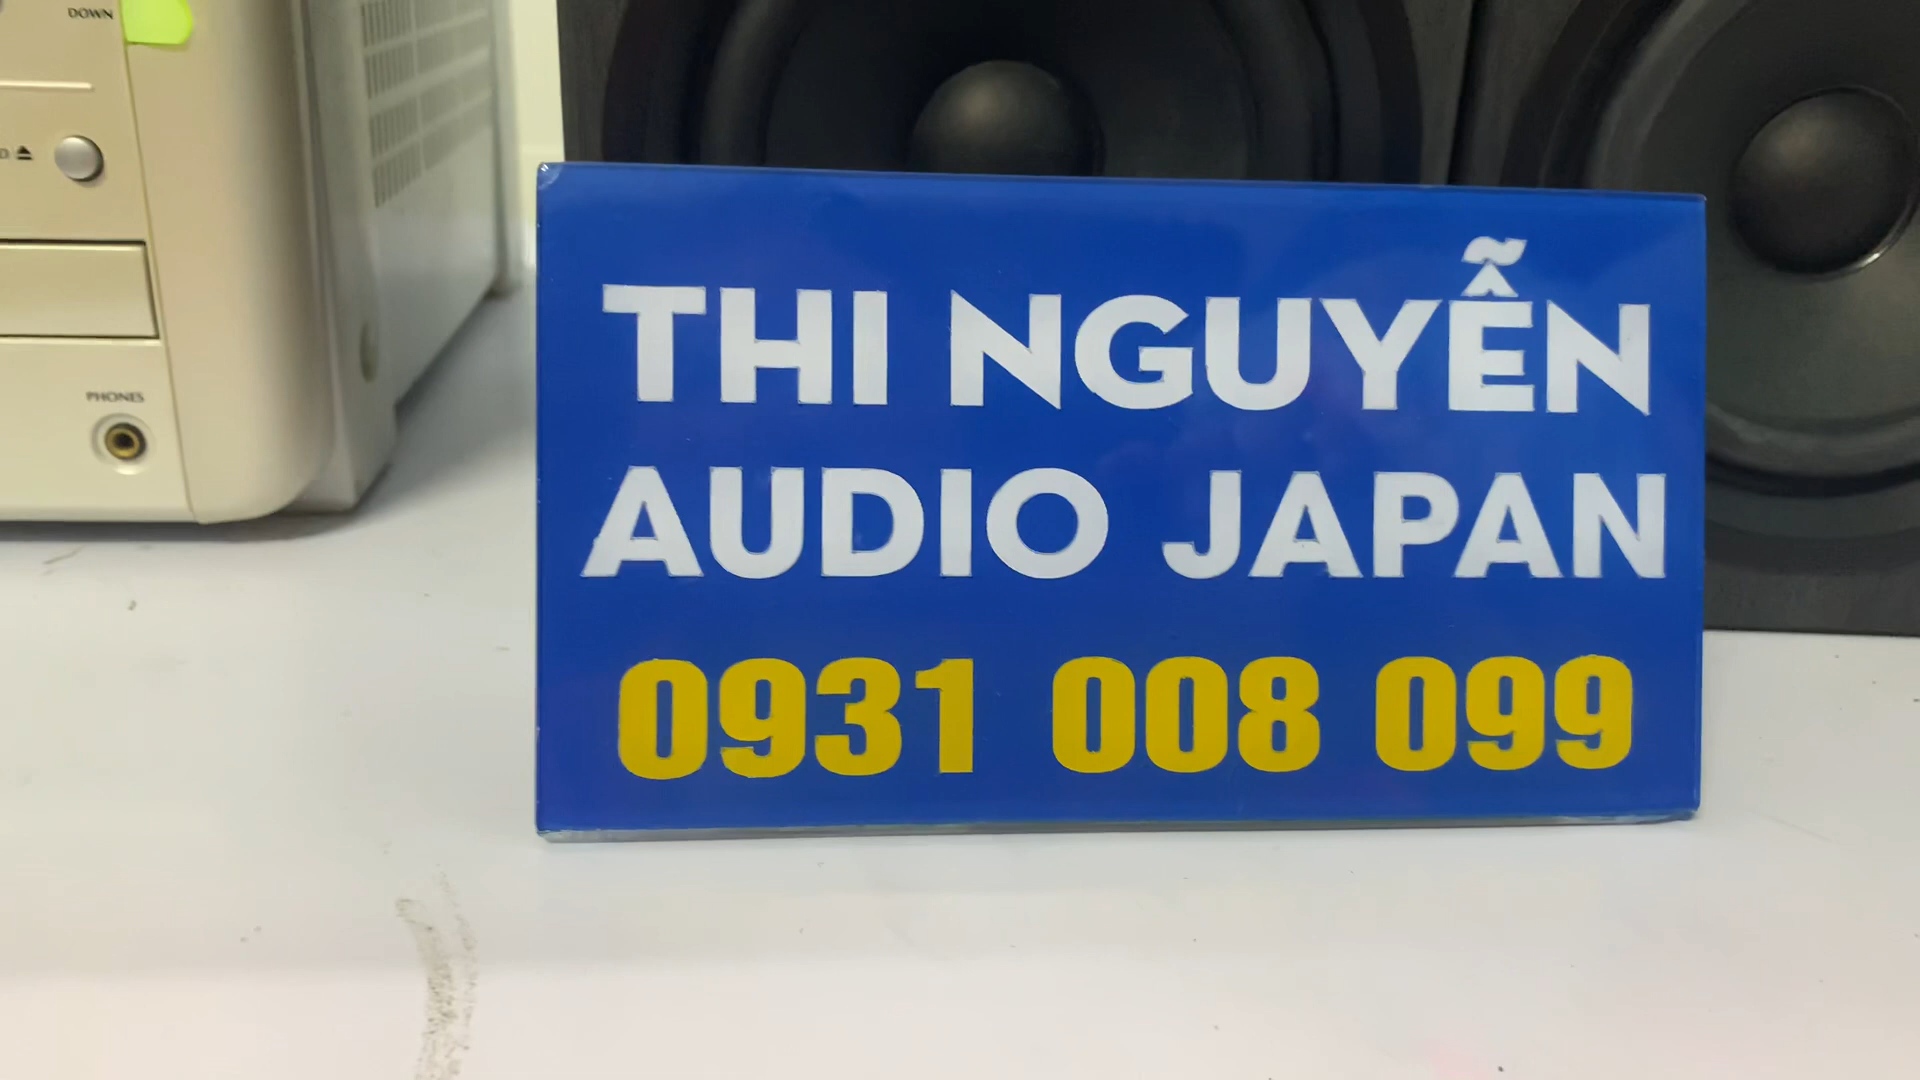 DOWN
PHONES
THI NGUYỄN
AUDIO JAPAN
0931 008 099